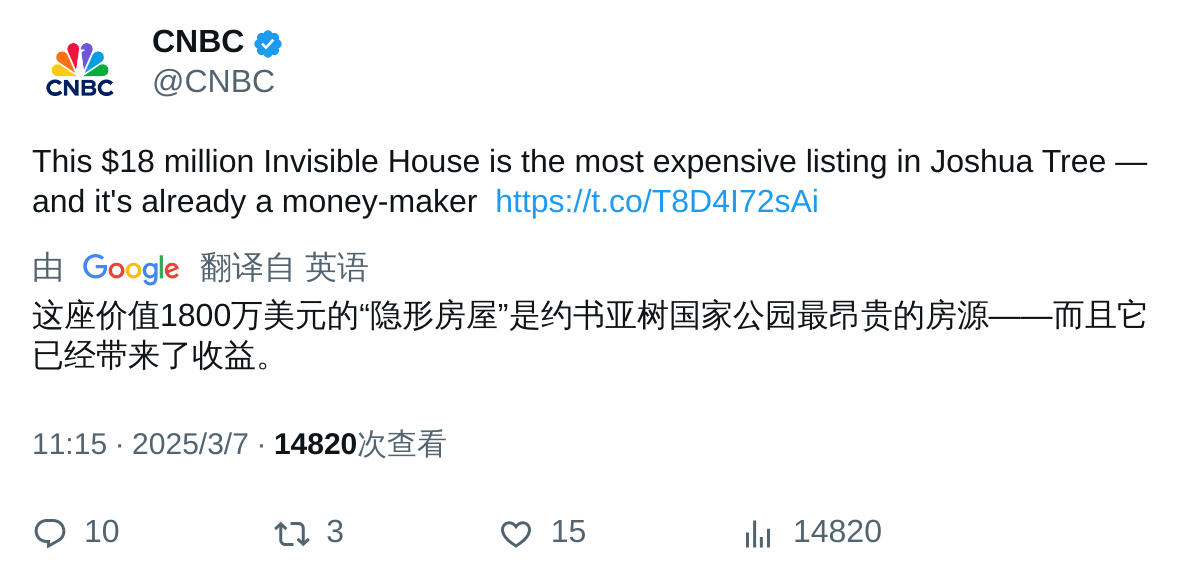 CNBC
CNBC
@CNBC
This $18 million Invisible House is the most expensive listing in Joshua Tree —
and it's already a money-maker https://t.co/T8D4I72sAi
由 Google 翻译自 英语
这座价值1800万美元的“隐形房屋”是约书亚树国家公园最昂贵的房源——而且它
已经带来了收益。
11:15 · 2025/3/7 · 14820次查看
10 3 15 14820